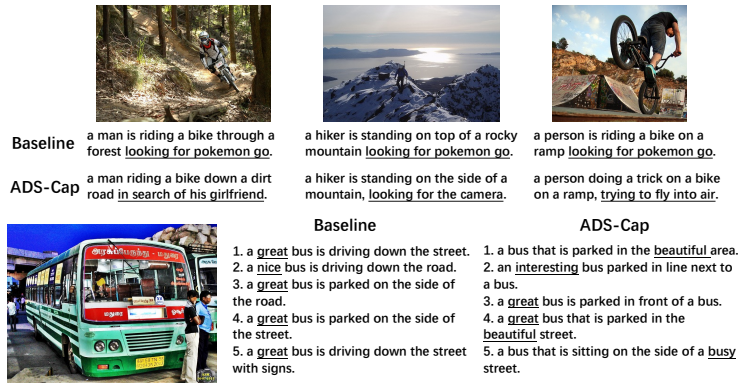 Baseline
a man is riding a bike through a
forest looking for pokemon go.
a hiker is standing on top of a rocky
mountain looking for pokemon go.
a person is riding a bike on a
ramp looking for pokemon go.
ADS-Cap
a man riding a bike down a dirt
road in search of his girlfriend.
a hiker is standing on the side of a
mountain, looking for the camera.
a person doing a trick on a bike
on a ramp, trying to fly into air.
Baseline
1. a great bus is driving down the street.
2. a nice bus is driving down the road.
3. a great bus is parked on the side of
the road.
4. a great bus is parked on the side of
the street.
5. a great bus is driving down the street
with signs.
ADS-Cap
1. a bus that is parked in the beautiful area.
2. an interesting bus parked in line next to
a bus.
3. a great bus is parked in front of a bus.
4. a great bus that is parked in the
beautiful street.
5. a bus that is sitting on the side of a busy
street.
மதுரை